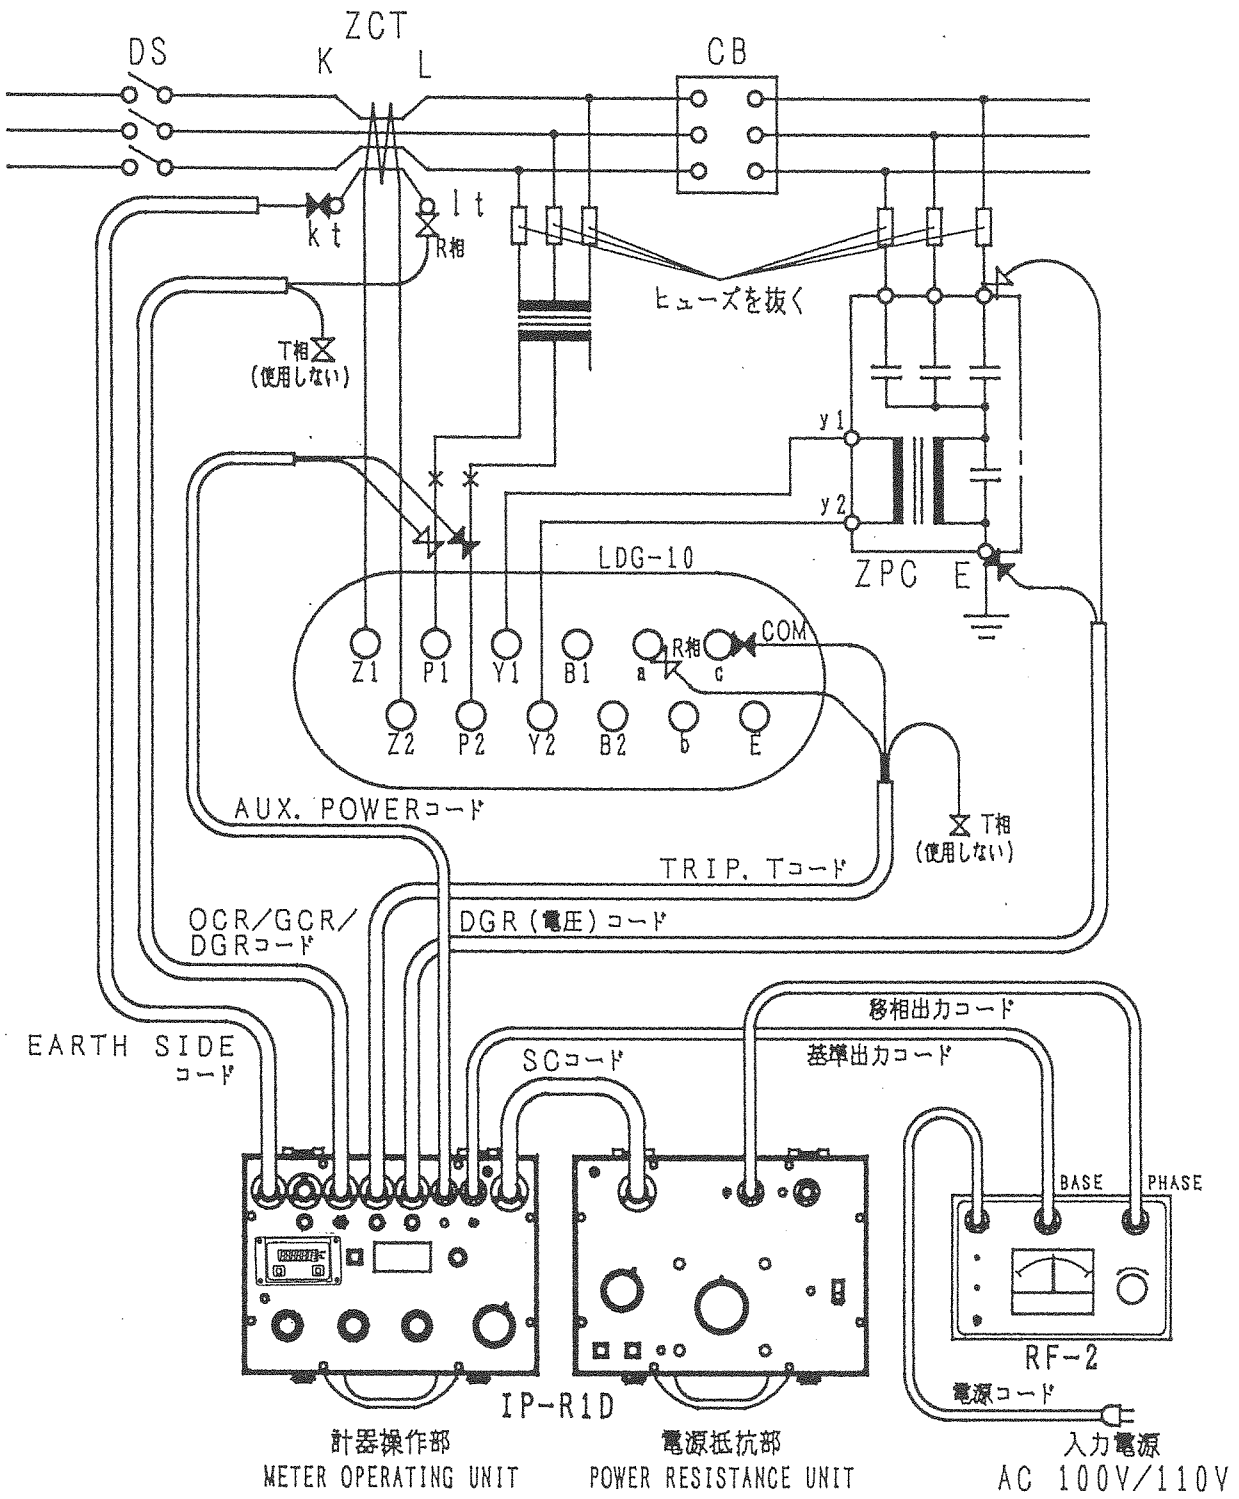 ZCT
DS
K
L
CB
kt
lt
R相
ヒューズを抜く
T相
(使用しない)
y1
y2
LDG-10
ZPC
E
COM
R相
Z1
P1
Y1
B1
a
c
Z2
P2
Y2
B2
b
E
AUX. POWERコード
T相
(使用しない)
TRIP. Tコード
OCR/GCR/
DGRコード
DGR(電圧)コード
移相出力コード
EARTH SIDE
コード
SCコード
基準出力コード
BASE
PHASE
RF-2
電源コード
IP-R1D
計器操作部
電源抵抗部
入力電源
METER OPERATING UNIT
POWER RESISTANCE UNIT
AC 100V/110V